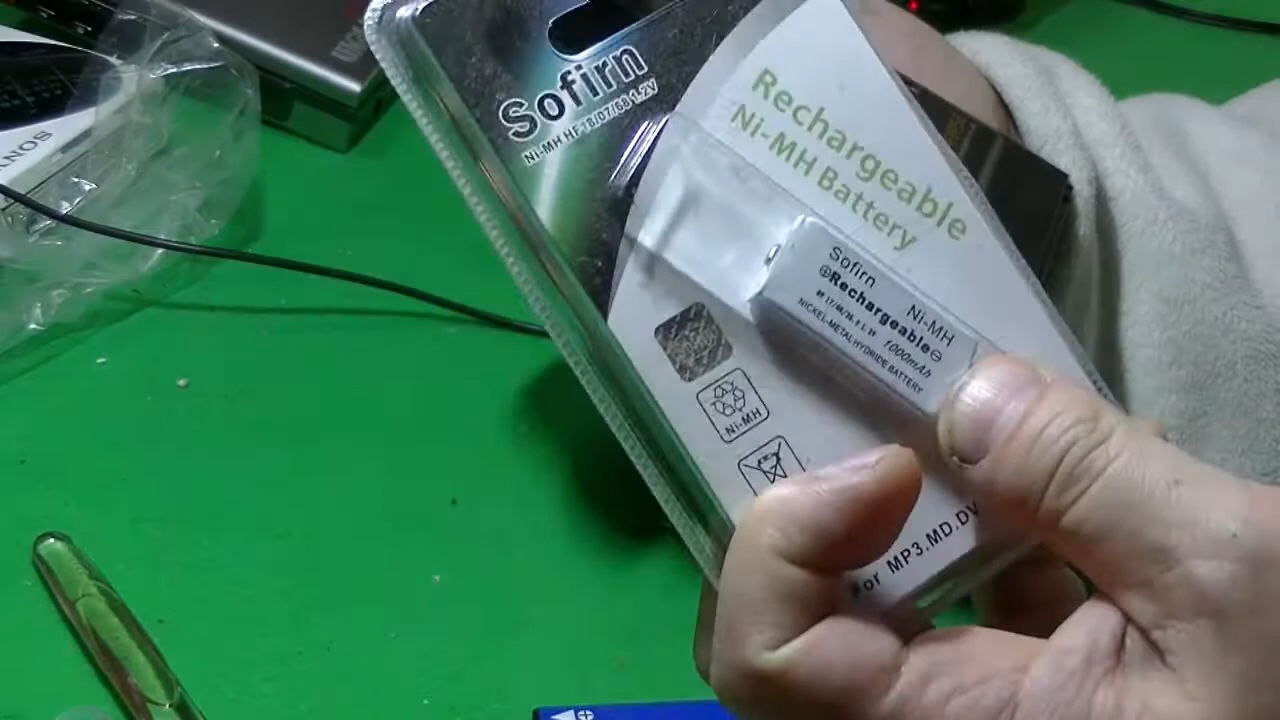 Sofirn
Ni-MH HF 18/07/68 1.2V
Rechargeable
Ni-MH Battery
Sofirn
Ni-MH
⊕Rechargeable⊖
1000mAh
NICKEL-METAL HYDRIDE BATTERY
Ni-MH
For MP3.MD.DV
SONY